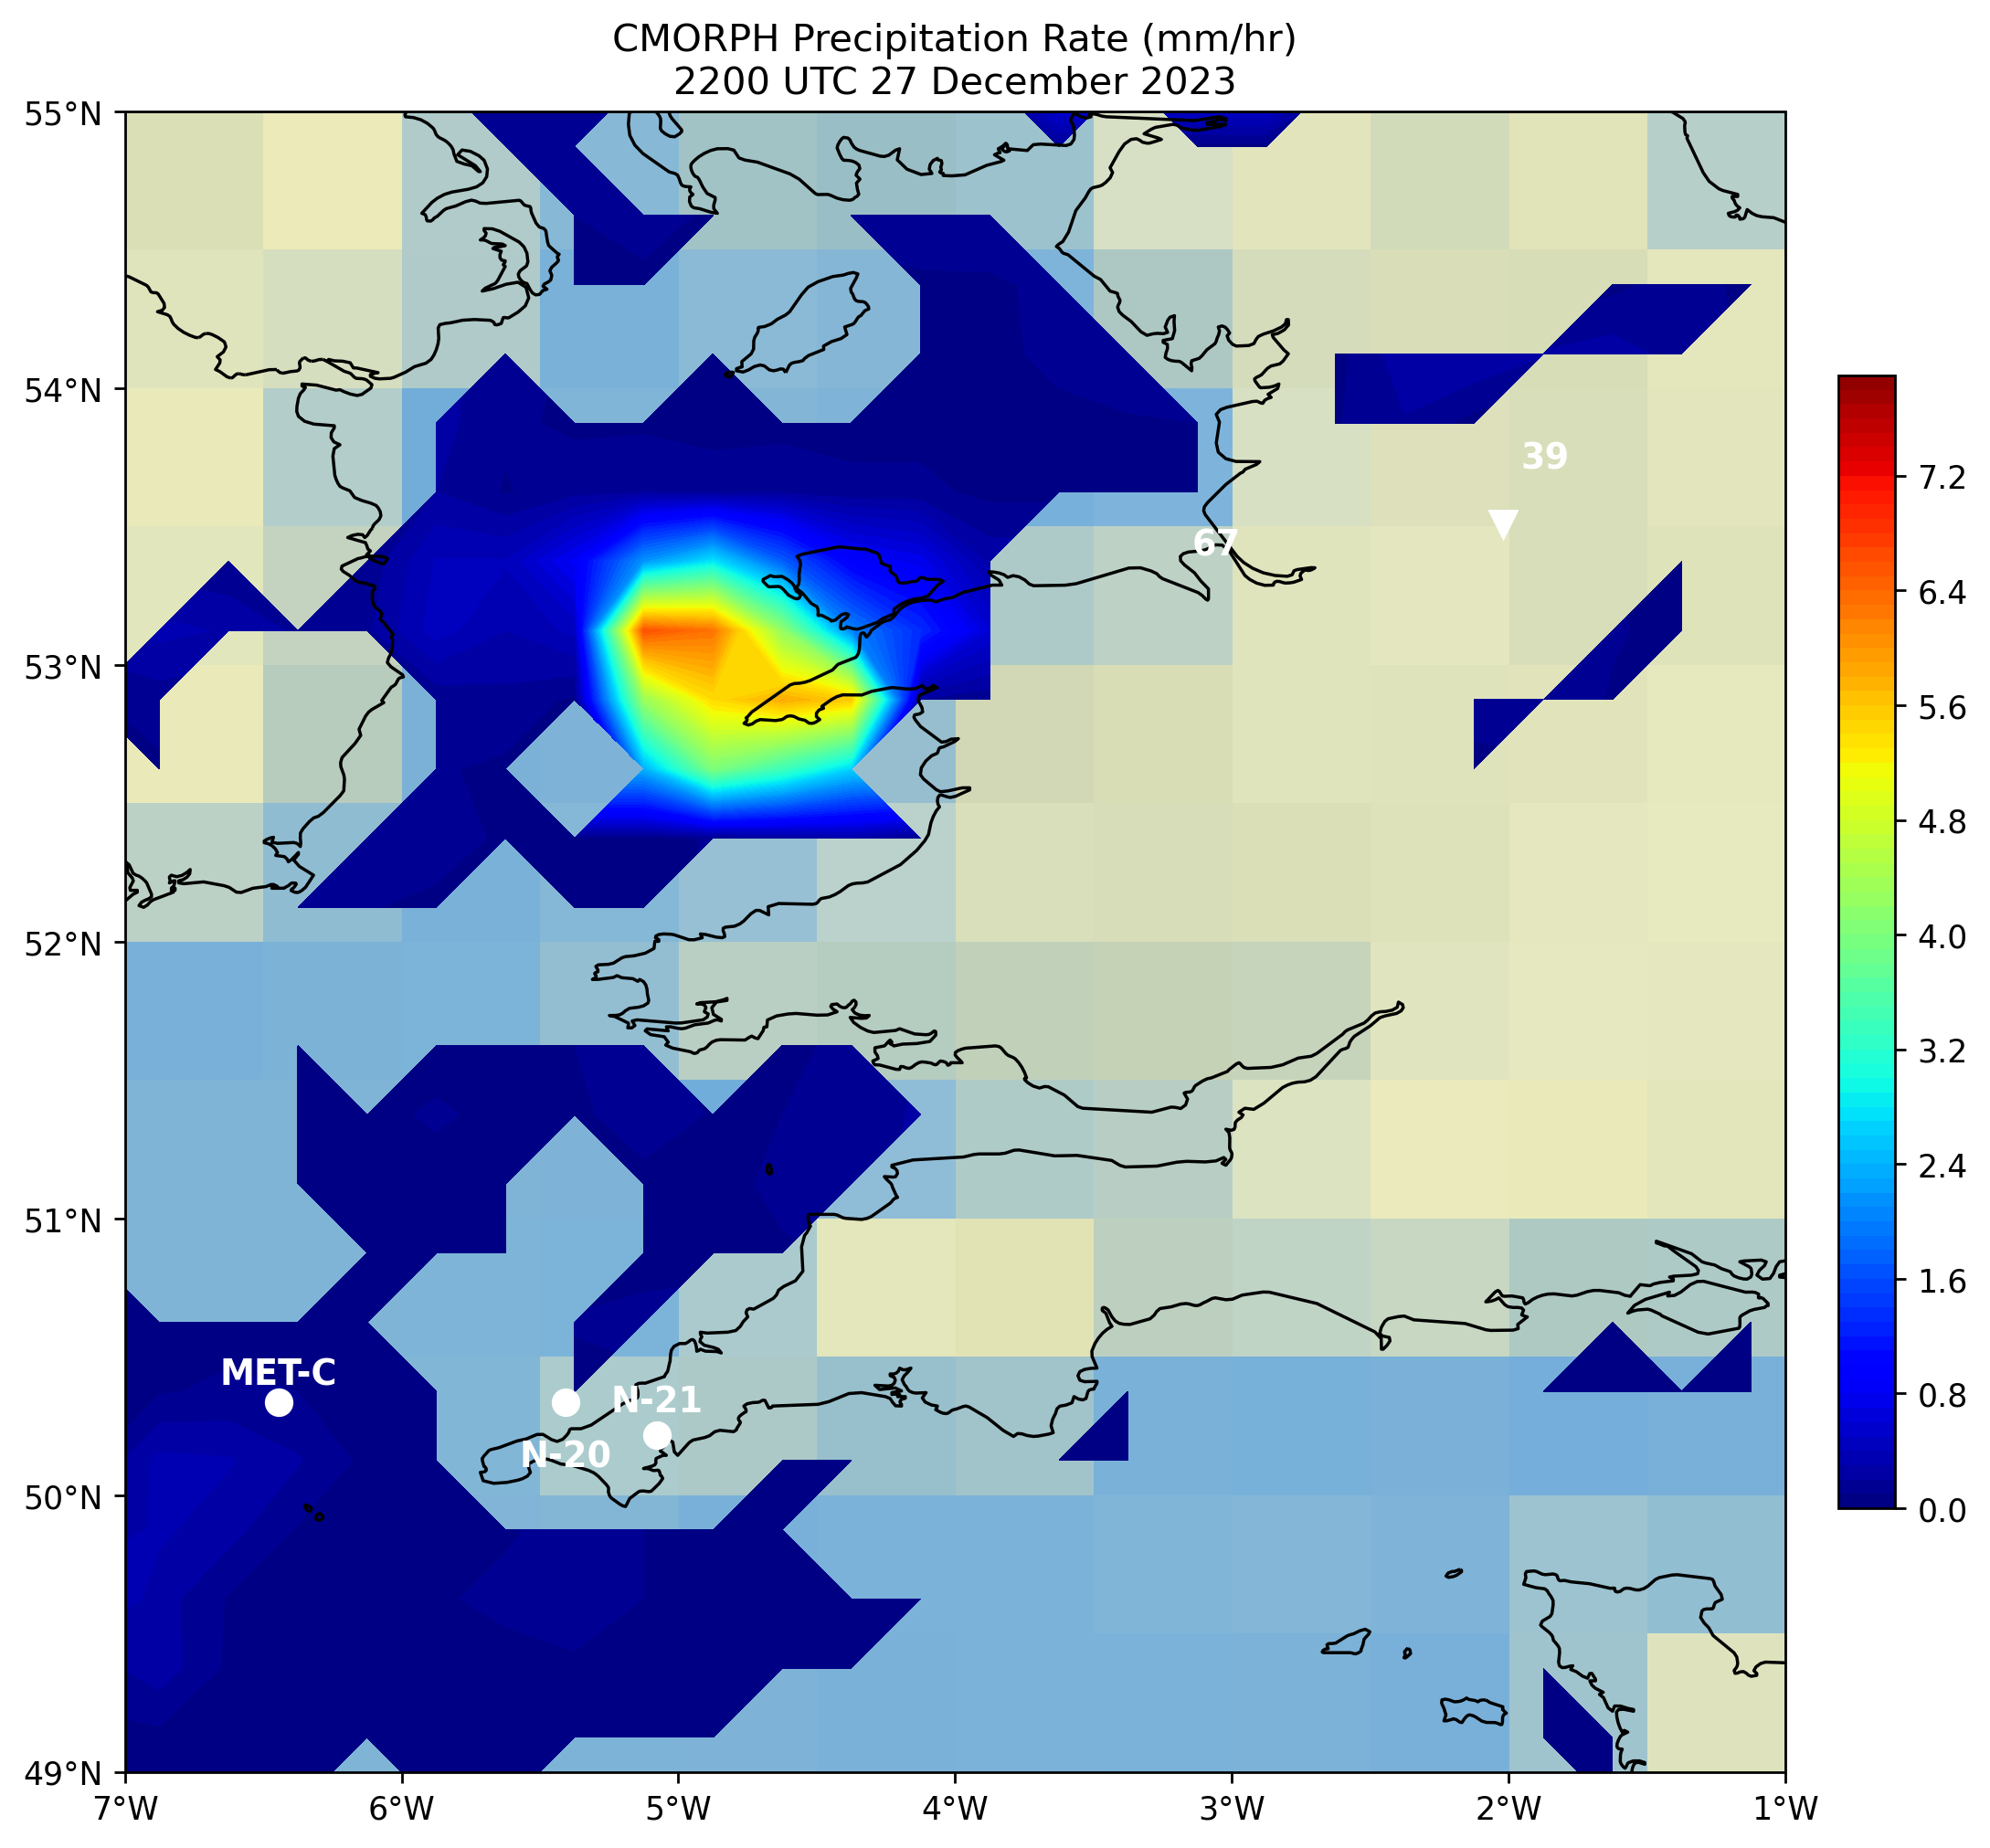 CMORPH Precipitation Rate (mm/hr)
2200 UTC 27 December 2023
55°N
54°N
39
7.2
67
6.4
53°N
5.6
4.8
52°N
4.0
3.2
2.4
51°N
1.6
MET-C
N-21
0.8
N-20
50°N
0.0
49°N
7°W 6°W 5°W 4°W 3°W 2°W 1°W